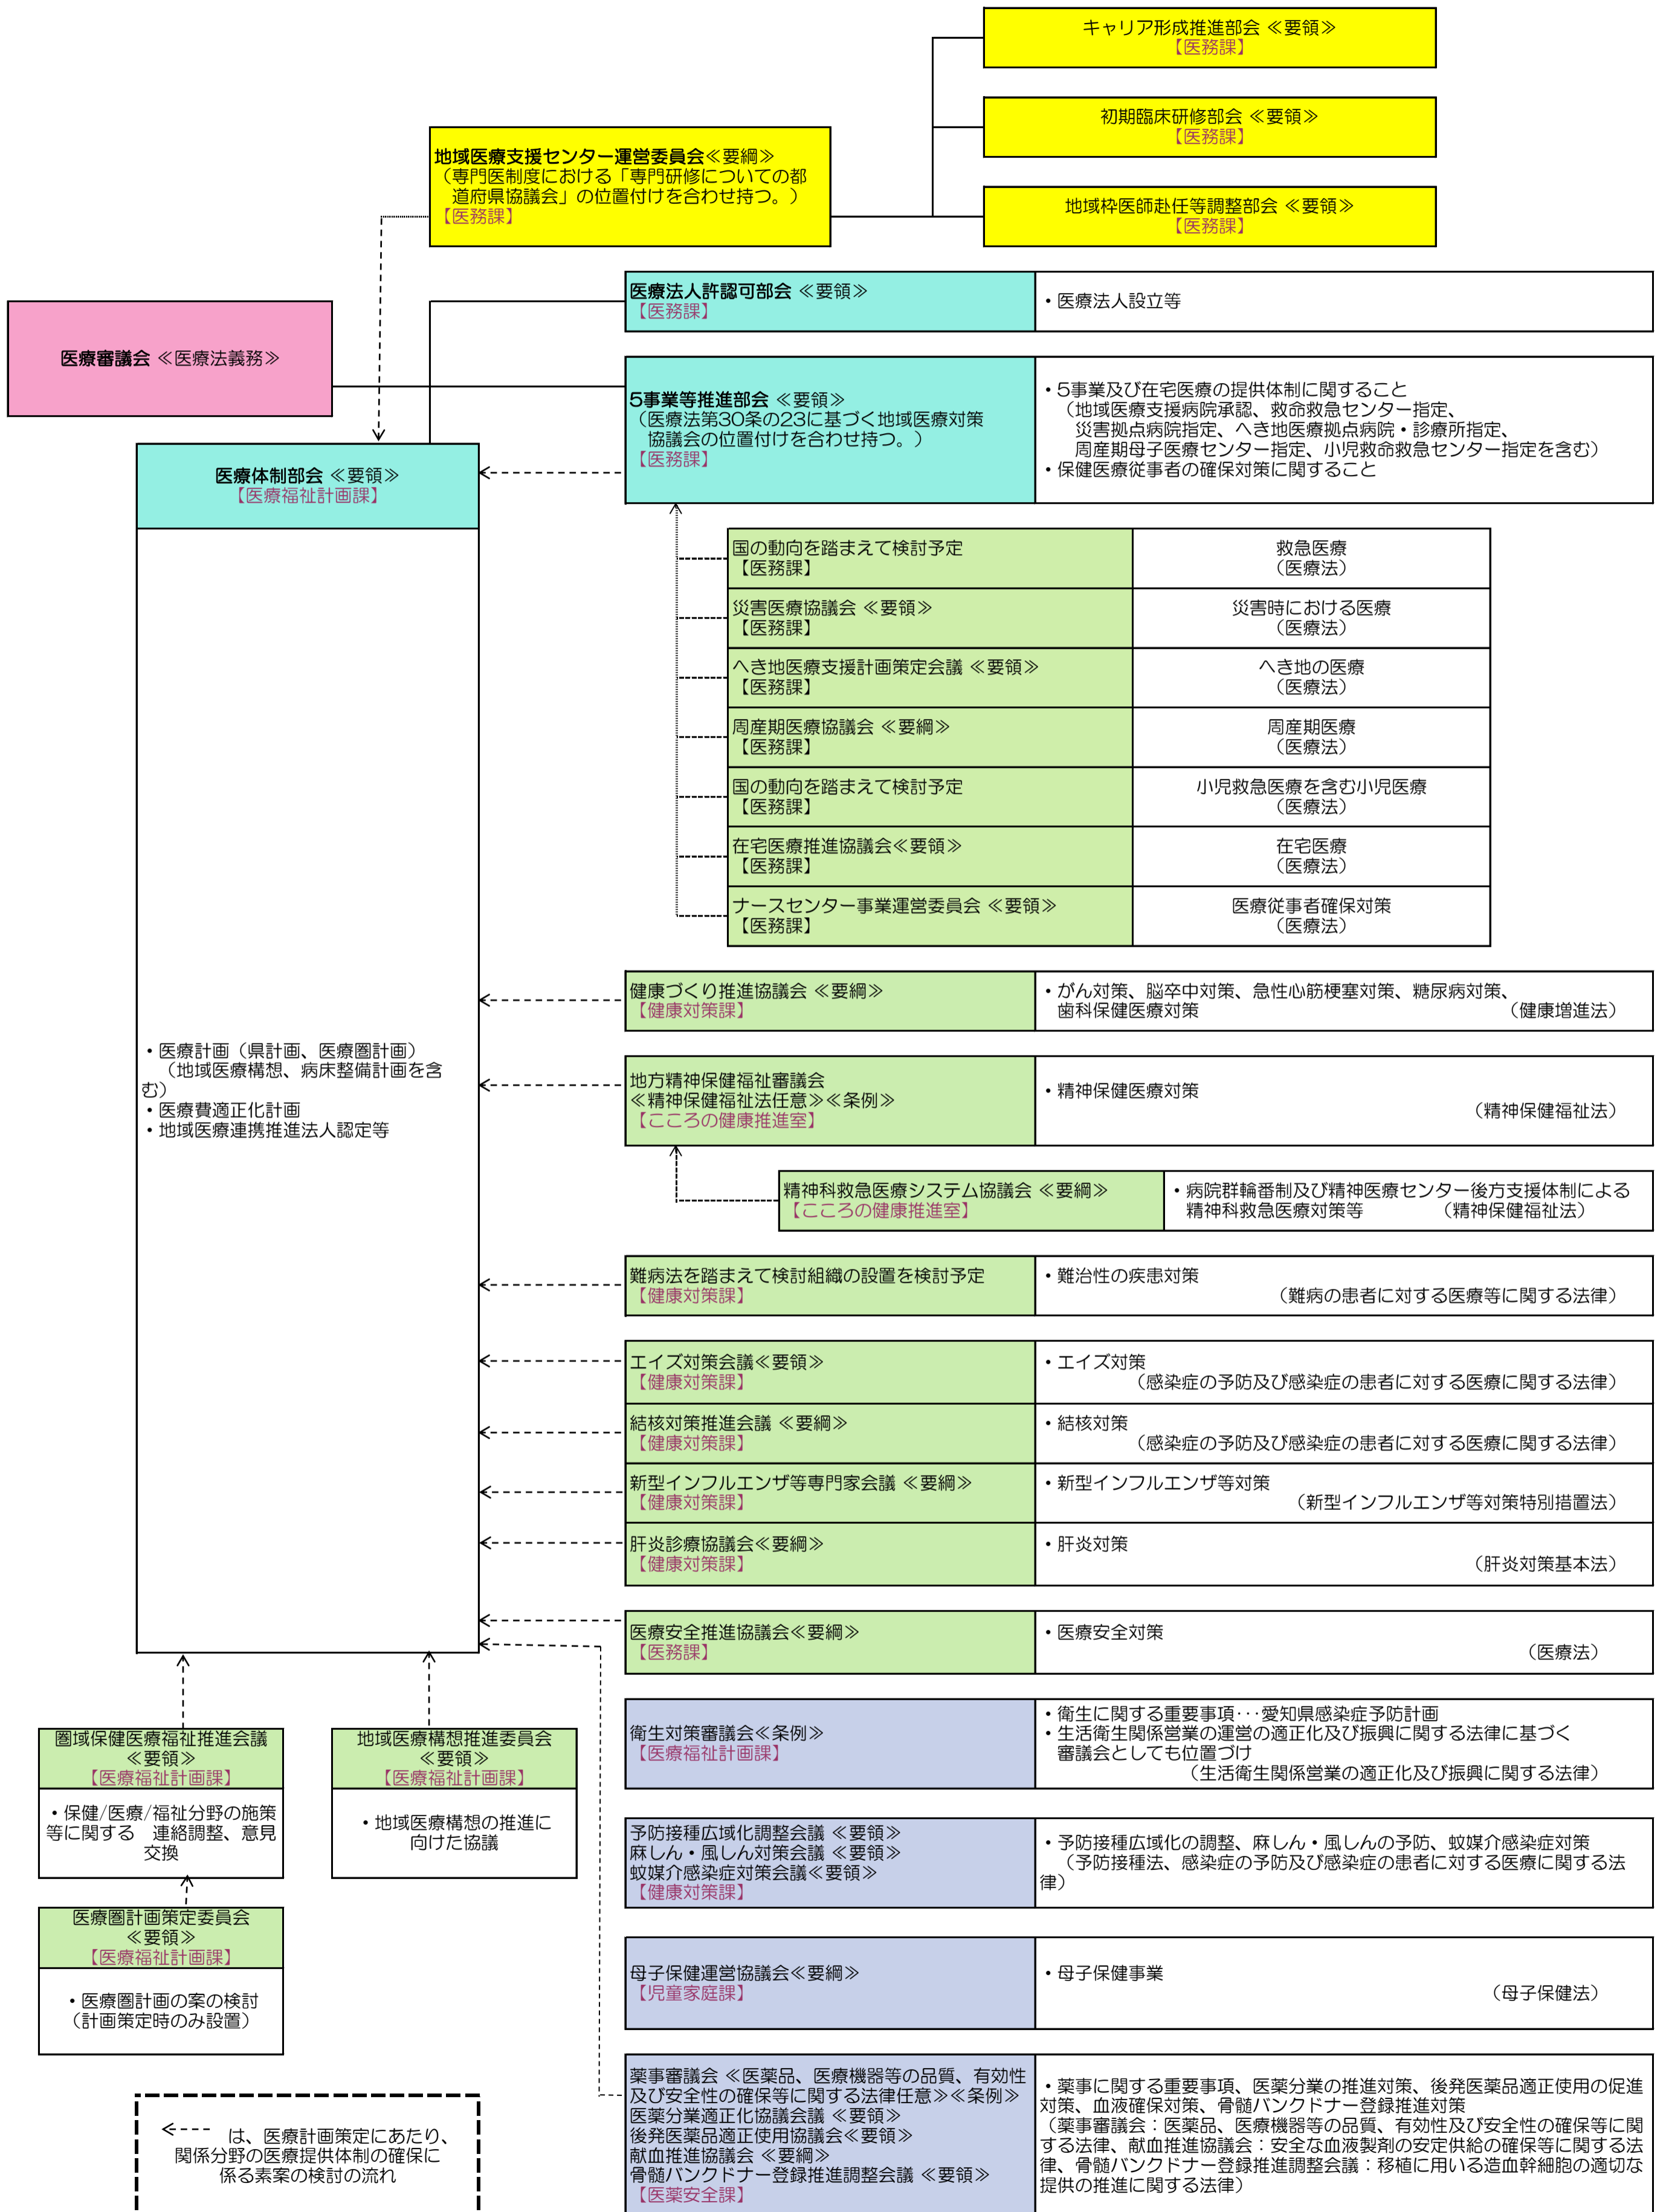 キャリア形成推進部会 ≪要領≫
【医務課】
初期臨床研修部会 ≪要領≫
【医務課】
地域医療支援センター運営委員会≪要綱≫
（専門医制度における「専門研修についての都
道府県協議会」の位置付けを合わせ持つ。）
【医務課】
地域枠医師赴任等調整部会 ≪要領≫
【医務課】
医療法人許認可部会 ≪要領≫
【医務課】
・医療法人設立等
医療審議会 ≪医療法義務≫
5事業等推進部会 ≪要領≫
（医療法第30条の23に基づく地域医療対策
協議会の位置付けを合わせ持つ。）
【医務課】
・5事業及び在宅医療の提供体制に関すること
（地域医療支援病院承認、救命救急センター指定、
災害拠点病院指定、へき地医療拠点病院・診療所指定、
周産期母子医療センター指定、小児救命救急センター指定を含む）
・保健医療従事者の確保対策に関すること
医療体制部会 ≪要領≫
【医療福祉計画課】
国の動向を踏まえて検討予定
【医務課】
救急医療
（医療法）
災害医療協議会 ≪要領≫
【医務課】
災害時における医療
（医療法）
へき地医療支援計画策定会議 ≪要領≫
【医務課】
へき地の医療
（医療法）
周産期医療協議会 ≪要綱≫
【医務課】
周産期医療
（医療法）
国の動向を踏まえて検討予定
【医務課】
小児救急医療を含む小児医療
（医療法）
在宅医療推進協議会≪要領≫
【医務課】
在宅医療
（医療法）
ナースセンター事業運営委員会 ≪要領≫
【医務課】
医療従事者確保対策
（医療法）
健康づくり推進協議会 ≪要綱≫
【健康対策課】
・がん対策、脳卒中対策、急性心筋梗塞対策、糖尿病対策、
歯科保健医療対策 （健康増進法）
・医療計画（県計画、医療圏計画）
（地域医療構想、病床整備計画を含
む）
・医療費適正化計画
・地域医療連携推進法人認定等
地方精神保健福祉審議会
≪精神保健福祉法任意≫≪条例≫
【こころの健康推進室】
・精神保健医療対策
（精神保健福祉法）
精神科救急医療システム協議会 ≪要綱≫
【こころの健康推進室】
・病院群輪番制及び精神医療センター後方支援体制による
精神科救急医療対策等 （精神保健福祉法）
難病法を踏まえて検討組織の設置を検討予定
【健康対策課】
・難治性の疾患対策
（難病の患者に対する医療等に関する法律）
エイズ対策会議≪要領≫
【健康対策課】
・エイズ対策
（感染症の予防及び感染症の患者に対する医療に関する法律）
結核対策推進会議 ≪要綱≫
【健康対策課】
・結核対策
（感染症の予防及び感染症の患者に対する医療に関する法律）
新型インフルエンザ等専門家会議 ≪要綱≫
【健康対策課】
・新型インフルエンザ等対策
（新型インフルエンザ等対策特別措置法）
肝炎診療協議会≪要綱≫
【健康対策課】
・肝炎対策
（肝炎対策基本法）
医療安全推進協議会≪要綱≫
【医務課】
・医療安全対策
（医療法）
圏域保健医療福祉推進会議
≪要領≫
【医療福祉計画課】
・保健/医療/福祉分野の施策
等に関する　連絡調整、意見
交換
地域医療構想推進委員会
≪要領≫
【医療福祉計画課】
・地域医療構想の推進に
向けた協議
衛生対策審議会≪条例≫
【医療福祉計画課】
・衛生に関する重要事項･･･愛知県感染症予防計画
・生活衛生関係営業の運営の適正化及び振興に関する法律に基づく
審議会としても位置づけ
（生活衛生関係営業の適正化及び振興に関する法律）
予防接種広域化調整会議 ≪要領≫
麻しん・風しん対策会議 ≪要領≫
蚊媒介感染症対策会議≪要領≫
【健康対策課】
・予防接種広域化の調整、麻しん・風しんの予防、蚊媒介感染症対策
（予防接種法、感染症の予防及び感染症の患者に対する医療に関する法
律）
医療圏計画策定委員会
≪要領≫
【医療福祉計画課】
・医療圏計画の案の検討
（計画策定時のみ設置）
母子保健運営協議会≪要綱≫
【児童家庭課】
・母子保健事業
（母子保健法）
薬事審議会 ≪医薬品、医療機器等の品質、有効性
及び安全性の確保等に関する法律任意≫≪条例≫
医薬分業適正化協議会議 ≪要領≫
後発医薬品適正使用協議会≪要領≫
献血推進協議会 ≪要綱≫
骨髄バンクドナー登録推進調整会議 ≪要領≫
【医薬安全課】
・薬事に関する重要事項、医薬分業の推進対策、後発医薬品適正使用の促進
対策、血液確保対策、骨髄バンクドナー登録推進対策
（薬事審議会：医薬品、医療機器等の品質、有効性及び安全性の確保等に関
する法律、献血推進協議会：安全な血液製剤の安定供給の確保等に関する法
律、骨髄バンクドナー登録推進調整会議：移植に用いる造血幹細胞の適切な
提供の推進に関する法律）
は、医療計画策定にあたり、
関係分野の医療提供体制の確保に
係る素案の検討の流れ